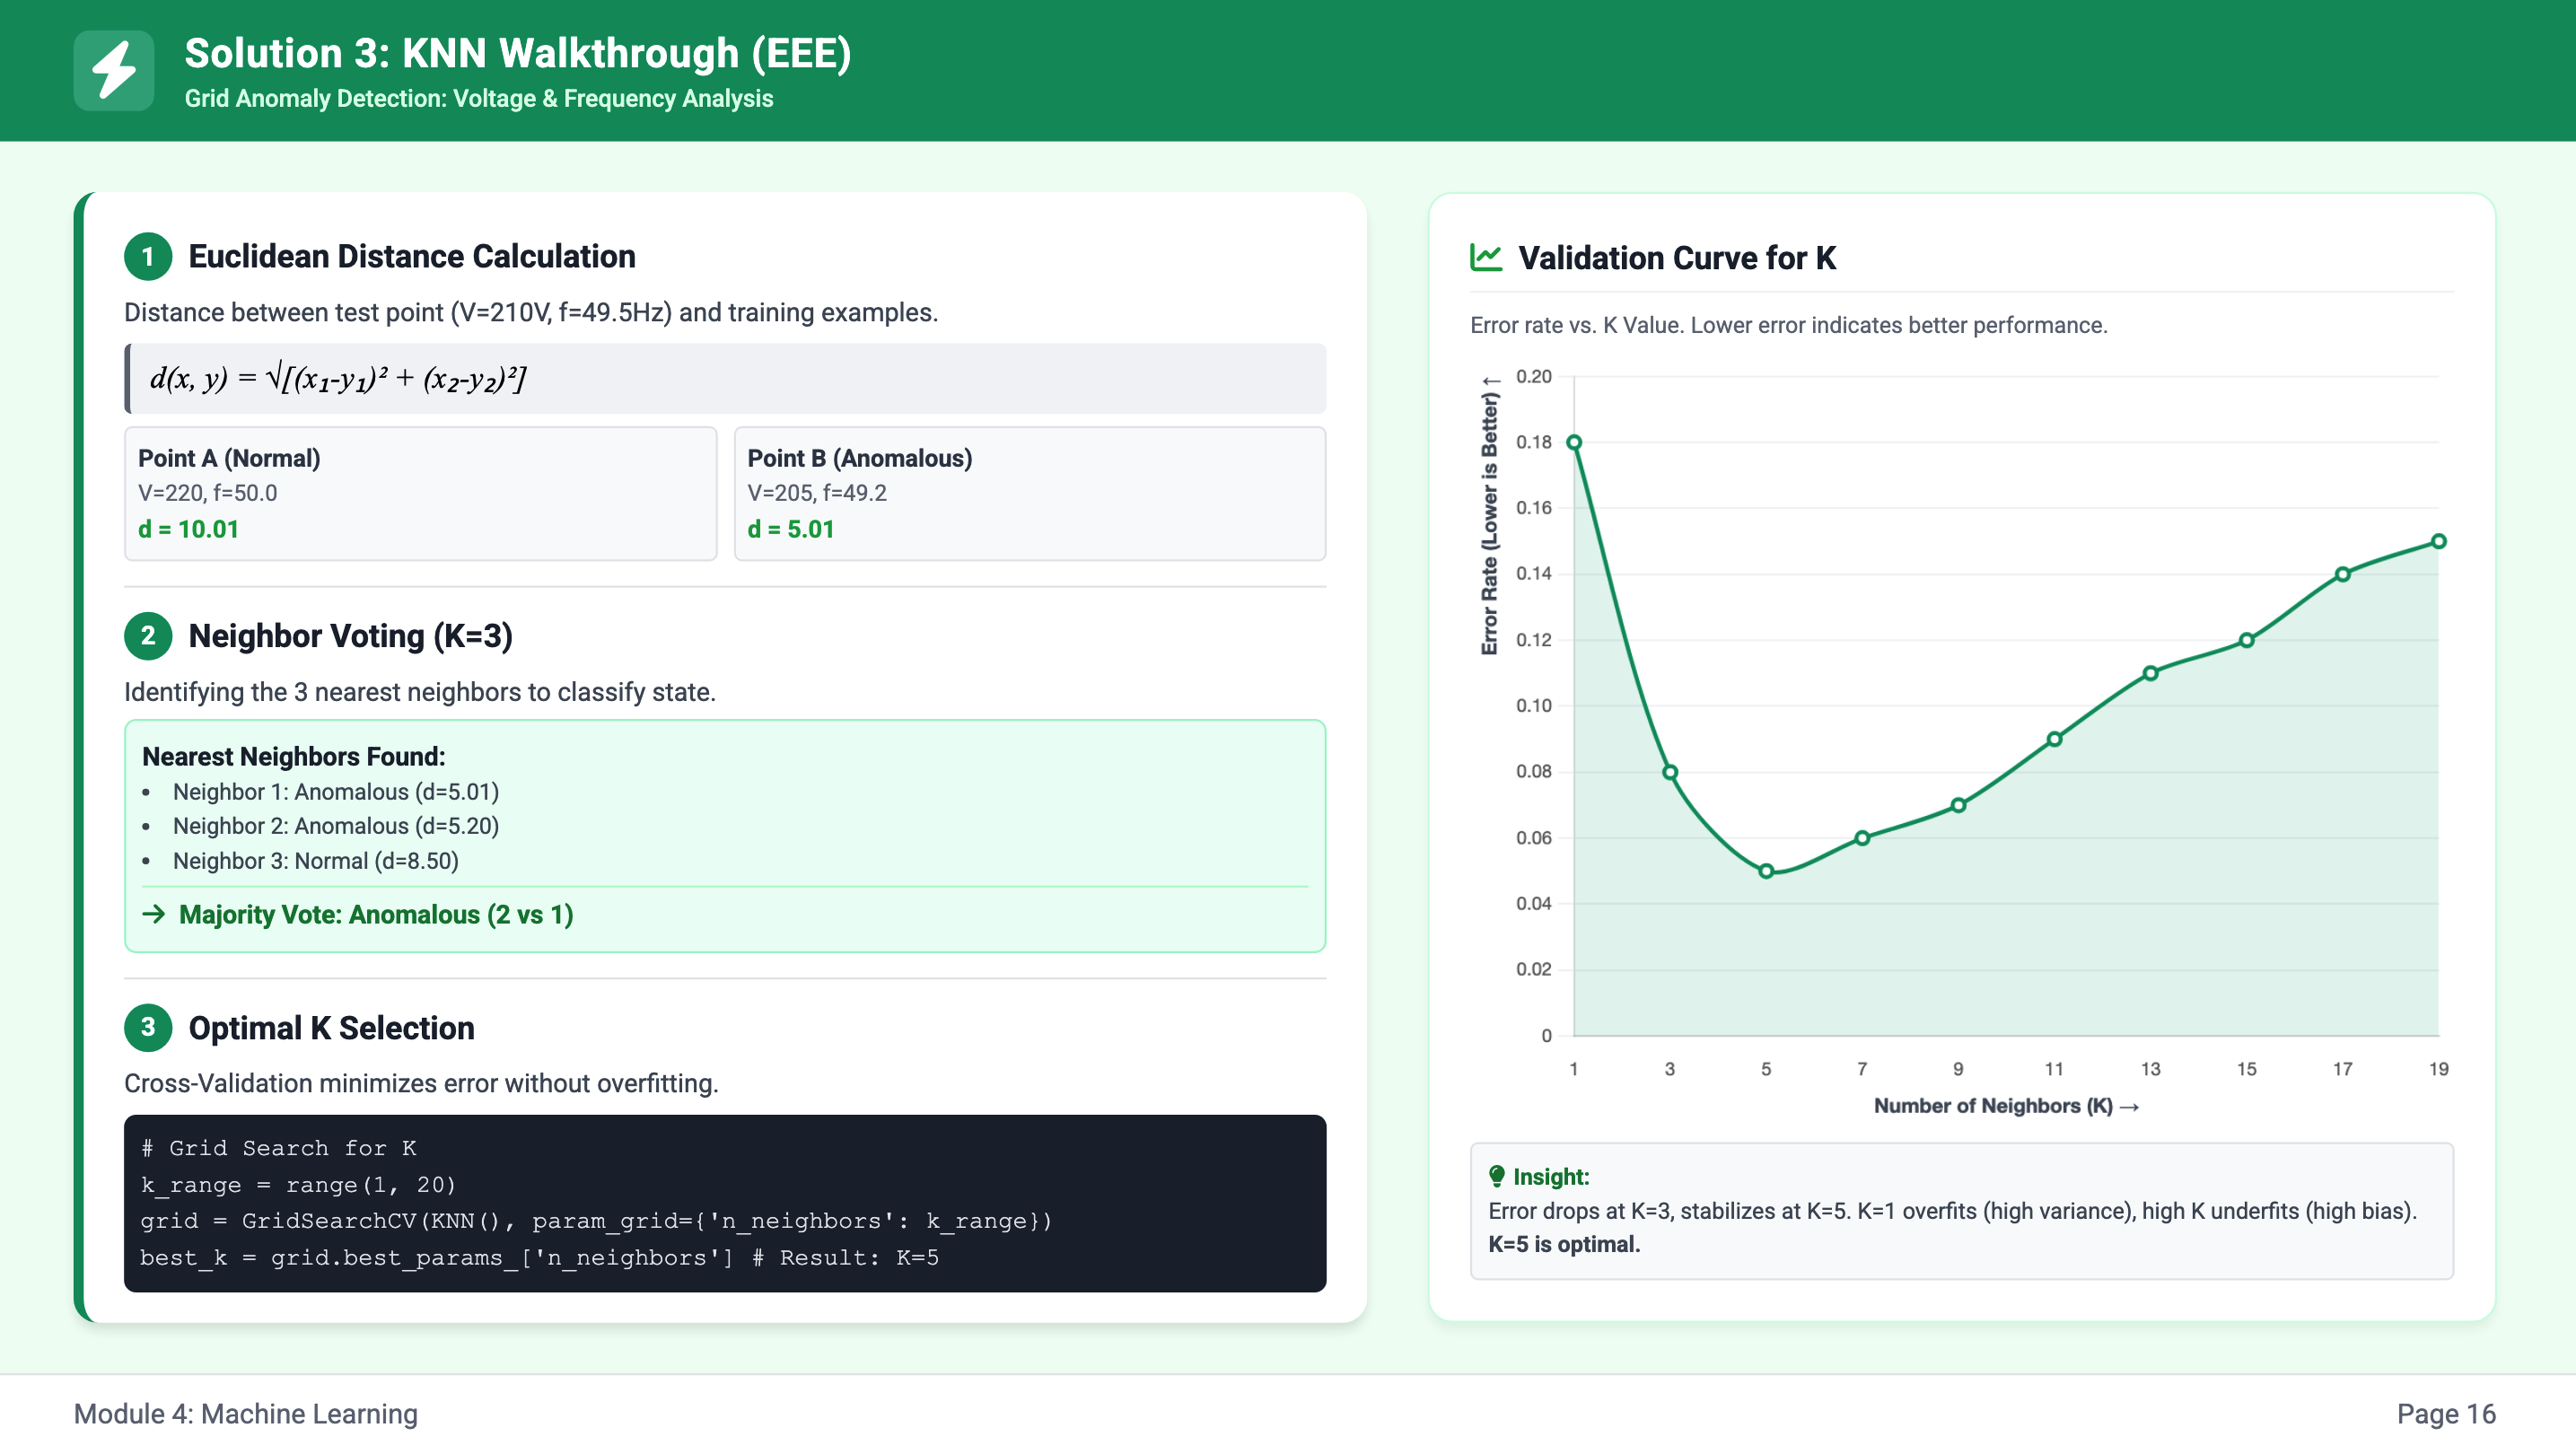 Solution 3: KNN Walkthrough (EEE)
Grid Anomaly Detection: Voltage & Frequency Analysis
1 Euclidean Distance Calculation
Distance between test point (V=210V, f=49.5Hz) and training examples.
d(x, y) = √[(x₁-y₁)² + (x₂-y₂)²]
Point A (Normal)
V=220, f=50.0
d = 10.01
Point B (Anomalous)
V=205, f=49.2
d = 5.01
2 Neighbor Voting (K=3)
Identifying the 3 nearest neighbors to classify state.
Nearest Neighbors Found:
• Neighbor 1: Anomalous (d=5.01)
• Neighbor 2: Anomalous (d=5.20)
• Neighbor 3: Normal (d=8.50)
→ Majority Vote: Anomalous (2 vs 1)
3 Optimal K Selection
Cross-Validation minimizes error without overfitting.
# Grid Search for K
k_range = range(1, 20)
grid = GridSearchCV(KNN(), param_grid={'n_neighbors': k_range})
best_k = grid.best_params_['n_neighbors'] # Result: K=5
Validation Curve for K
Error rate vs. K Value. Lower error indicates better performance.
Error Rate (Lower is Better) ↑
0.20
0.18
0.16
0.14
0.12
0.10
0.08
0.06
0.04
0.02
0
1 3 5 7 9 11 13 15 17 19
Number of Neighbors (K) →
Insight:
Error drops at K=3, stabilizes at K=5. K=1 overfits (high variance), high K underfits (high bias).
K=5 is optimal.
Module 4: Machine Learning
Page 16